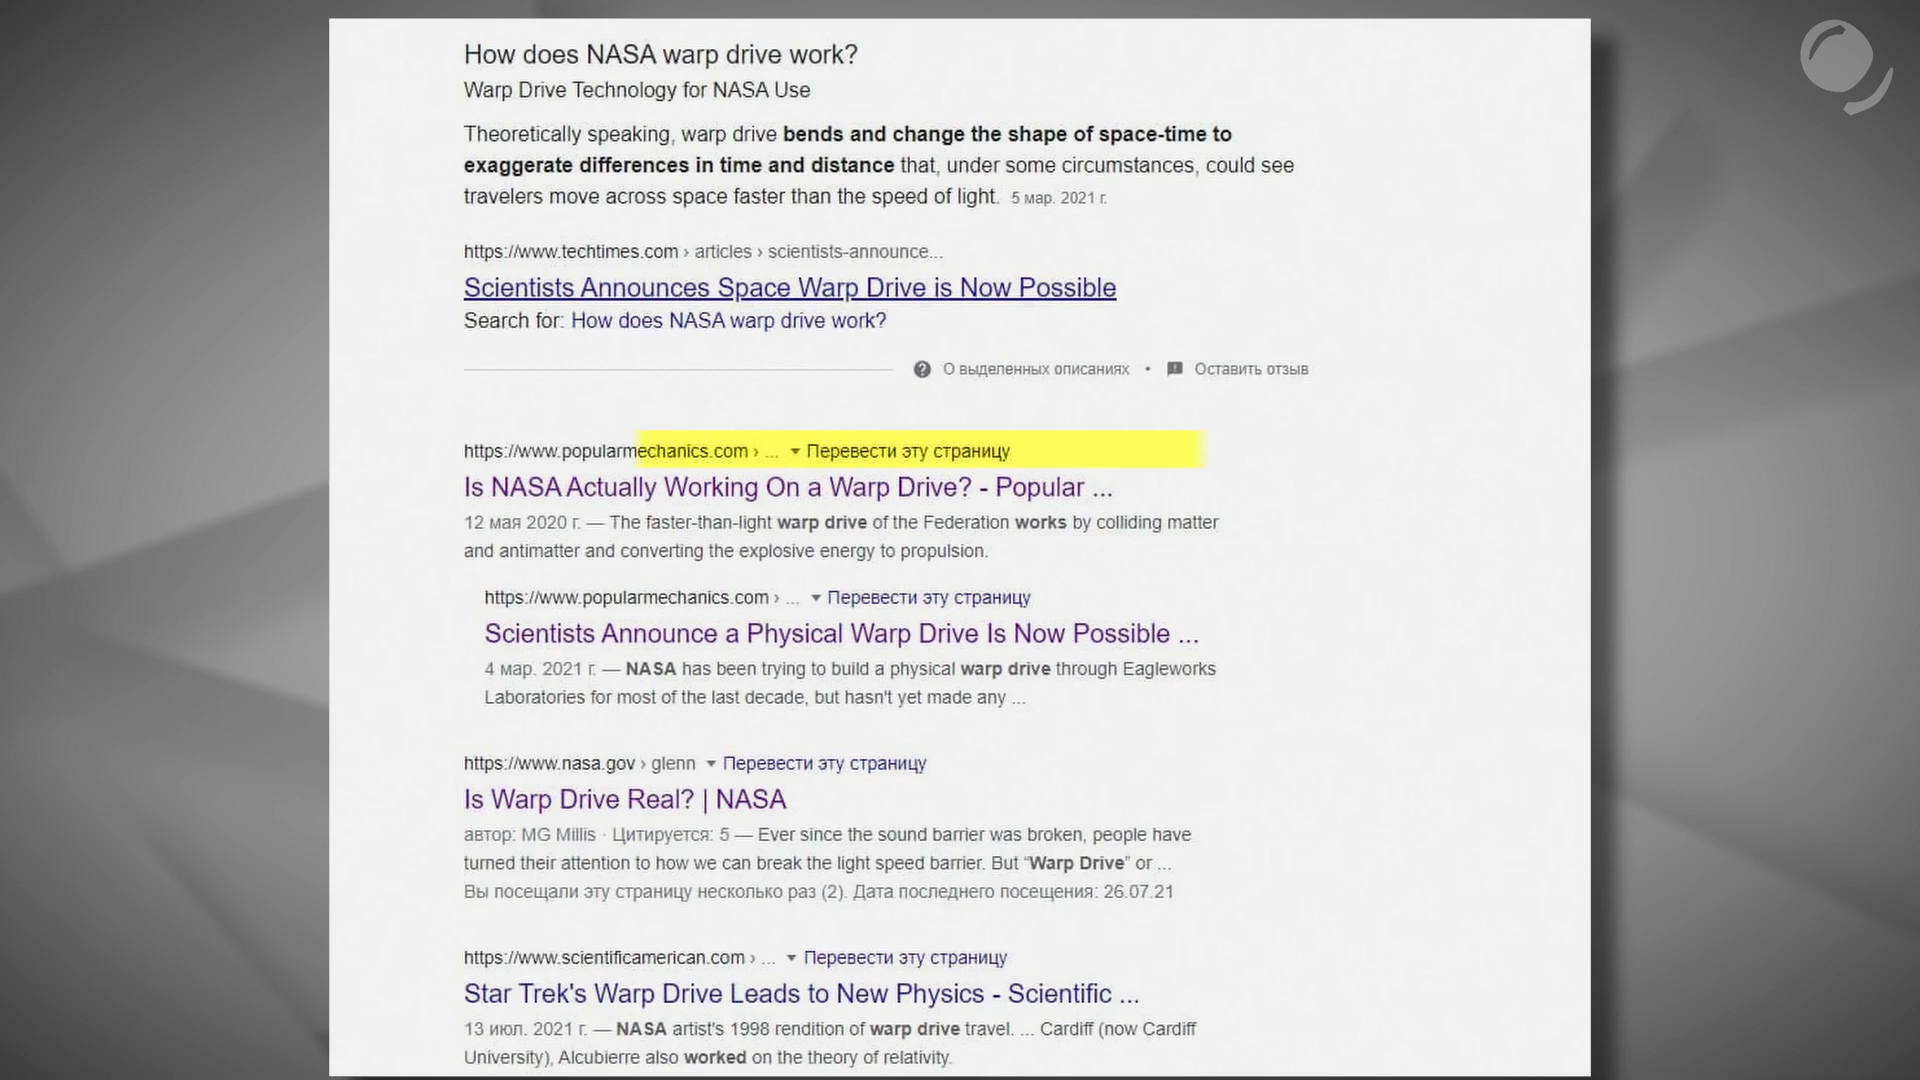 How does NASA warp drive work?
Warp Drive Technology for NASA Use
Theoretically speaking, warp drive bends and change the shape of space-time to
exaggerate differences in time and distance that, under some circumstances, could see
travelers move across space faster than the speed of light. 5 мар. 2021 г.
https://www.techtimes.com › articles › scientists-announce...
Scientists Announces Space Warp Drive is Now Possible
Search for: How does NASA warp drive work?
О выделенных описаниях • Оставить отзыв
https://www.popularmechanics.com › ... Перевести эту страницу
Is NASA Actually Working On a Warp Drive? - Popular ...
12 мая 2020 г. — The faster-than-light warp drive of the Federation works by colliding matter
and antimatter and converting the explosive energy to propulsion.
https://www.popularmechanics.com › ... Перевести эту страницу
Scientists Announce a Physical Warp Drive Is Now Possible ...
4 мар. 2021 г. — NASA has been trying to build a physical warp drive through Eagleworks
Laboratories for most of the last decade, but hasn't yet made any ...
https://www.nasa.gov › glenn Перевести эту страницу
Is Warp Drive Real? | NASA
автор: MG Millis · Цитируется: 5 — Ever since the sound barrier was broken, people have
turned their attention to how we can break the light speed barrier. But “Warp Drive” or ...
Вы посещали эту страницу несколько раз (2). Дата последнего посещения: 26.07.21
https://www.scientificamerican.com › ... Перевести эту страницу
Star Trek's Warp Drive Leads to New Physics - Scientific ...
13 июл. 2021 г. — NASA artist's 1998 rendition of warp drive travel. ... Cardiff (now Cardiff
University), Alcubierre also worked on the theory of relativity.